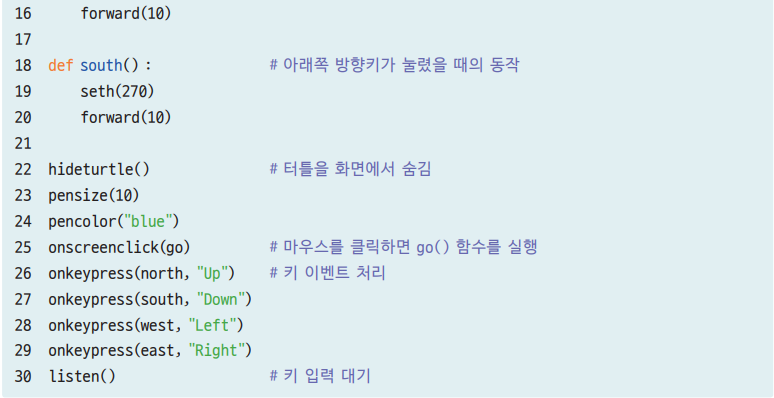 16      forward(10)
17
18  def south():                # 아래쪽 방향키가 눌렸을 때의 동작
19      seth(270)
20      forward(10)
21
22  hideturtle()                # 터틀을 화면에서 숨김
23  pensize(10)
24  pencolor("blue")
25  onscreenclick(go)           # 마우스를 클릭하면 go() 함수를 실행
26  onkeypress(north, "Up")     # 키 이벤트 처리
27  onkeypress(south, "Down")
28  onkeypress(west, "Left")
29  onkeypress(east, "Right")
30  listen()                    # 키 입력 대기